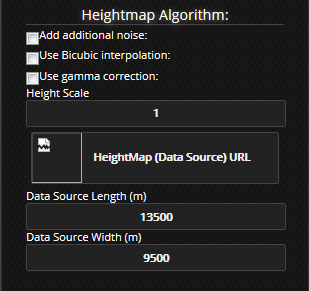 Heightmap Algorithm:
Add additional noise:
Use Bicubic interpolation:
Use gamma correction:
Height Scale
1
HeightMap (Data Source) URL
Data Source Length (m)
13500
Data Source Width (m)
9500